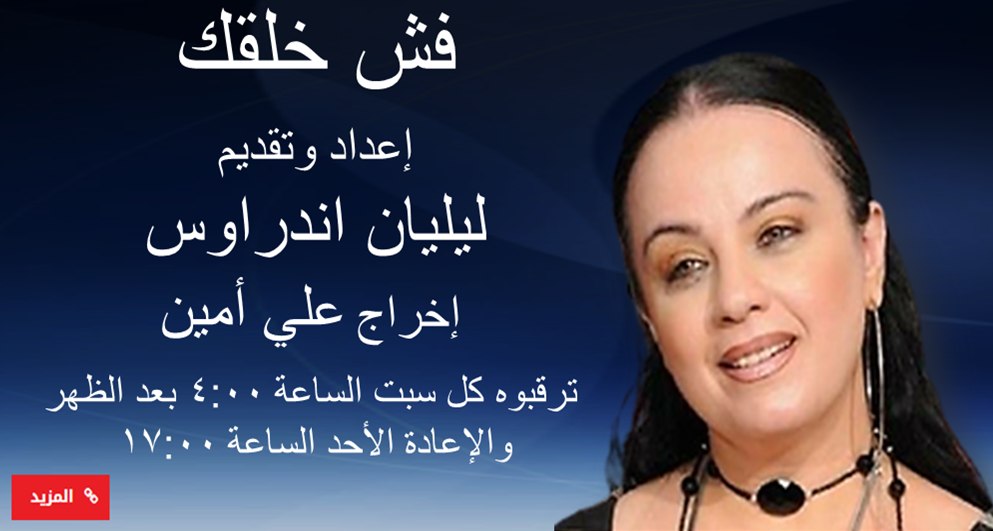 فش خلقك
إعداد وتقديم
ليليان اندراوس
إخراج علي أمين
ترقبوه كل سبت الساعة ٤:٠٠ بعد الظهر
والإعادة الأحد الساعة ١٧:٠٠
المزيد